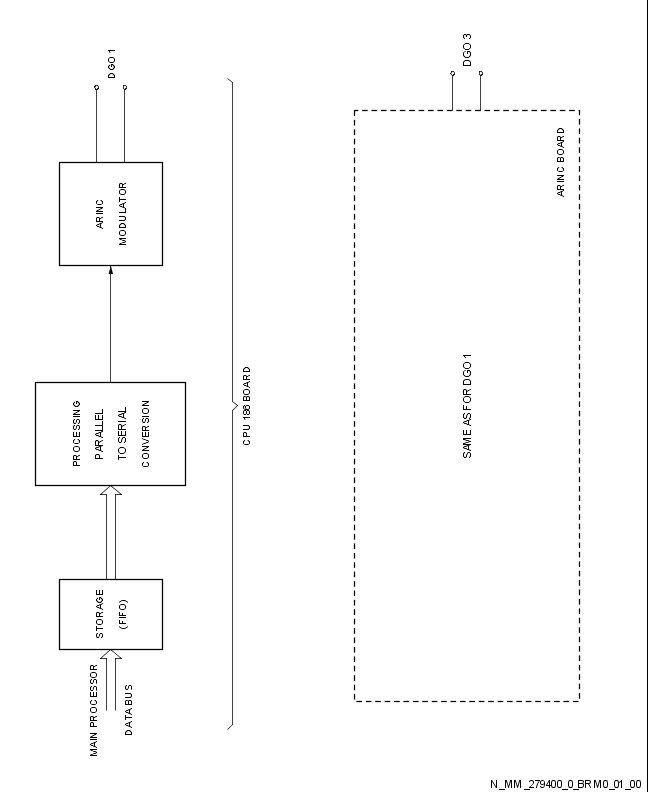 MAIN PROCESSOR
DATA BUS
STORAGE
(FIFO)
PROCESSING
PARALLEL
TO SERIAL
CONVERSION
ARINC
MODULATOR
DGO 1
CPU 186 BOARD
SAME AS FOR DGO 1
ARINC BOARD
DGO 3
N_MM_279400_0_BRM0_01_00